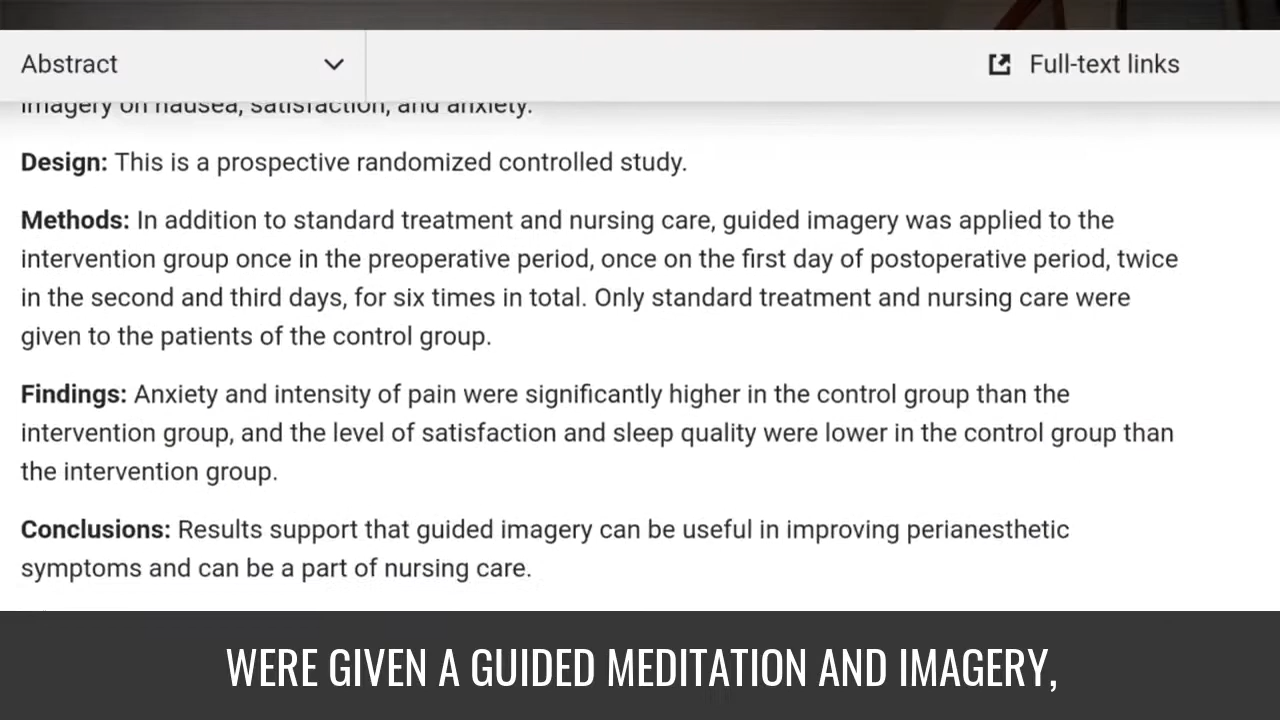 Abstract
Full-text links
imagery on nausea, satisfaction, and anxiety.
Design: This is a prospective randomized controlled study.
Methods: In addition to standard treatment and nursing care, guided imagery was applied to the
intervention group once in the preoperative period, once on the first day of postoperative period, twice
in the second and third days, for six times in total. Only standard treatment and nursing care were
given to the patients of the control group.
Findings: Anxiety and intensity of pain were significantly higher in the control group than the
intervention group, and the level of satisfaction and sleep quality were lower in the control group than
the intervention group.
Conclusions: Results support that guided imagery can be useful in improving perianesthetic
symptoms and can be a part of nursing care.
WERE GIVEN A GUIDED MEDITATION AND IMAGERY,